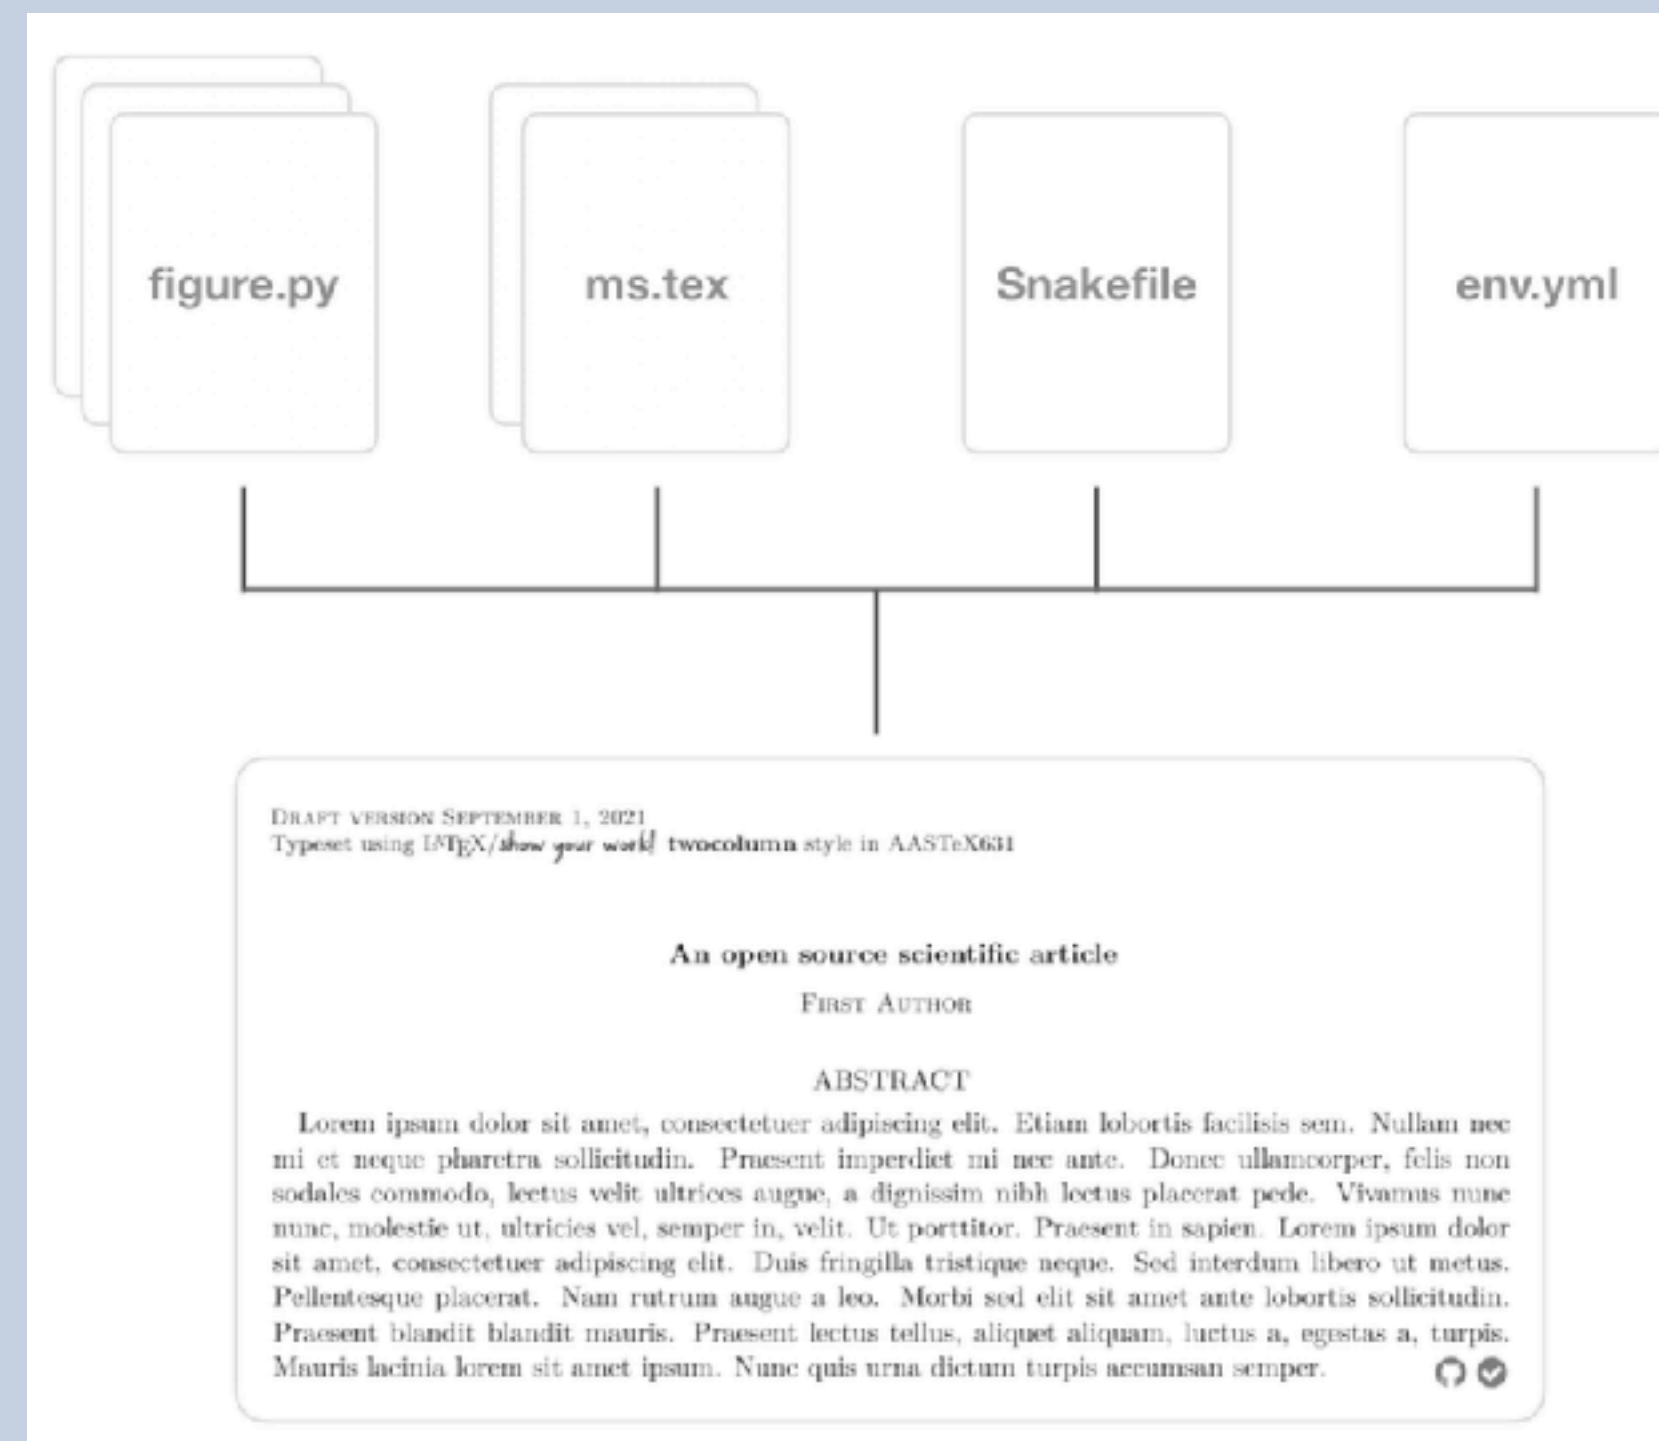 figure.py
ms.tex
Snakefile
env.yml
DRAFT VERSION SEPTEMBER 1, 2021
Typeset using LATEX/show your work! twocolumn style in AASTeX631
An open source scientific article
FIRST AUTHOR
ABSTRACT
Lorem ipsum dolor sit amet, consectetuer adipiscing elit. Etiam lobortis facilisis sem. Nullam nec
mi et neque pharetra sollicitudin. Praesent imperdiet mi nec ante. Donec ullamcorper, felis non
sodales commodo, lectus velit ultrices augue, a dignissim nibh lectus placerat pede. Vivamus nunc
nunc, molestie ut, ultricies vel, semper in, velit. Ut porttitor. Praesent in sapien. Lorem ipsum dolor
sit amet, consectetuer adipiscing elit. Duis fringilla tristique neque. Sed interdum libero ut metus.
Pellentesque placerat. Nam rutrum augue a leo. Morbi sed elit sit amet ante lobortis sollicitudin.
Praesent blandit blandit mauris. Praesent lectus tellus, aliquet aliquam, luctus a, egestas a, turpis.
Mauris lacinia lorem sit amet ipsum. Nunc quis urna dictum turpis accumsan semper.